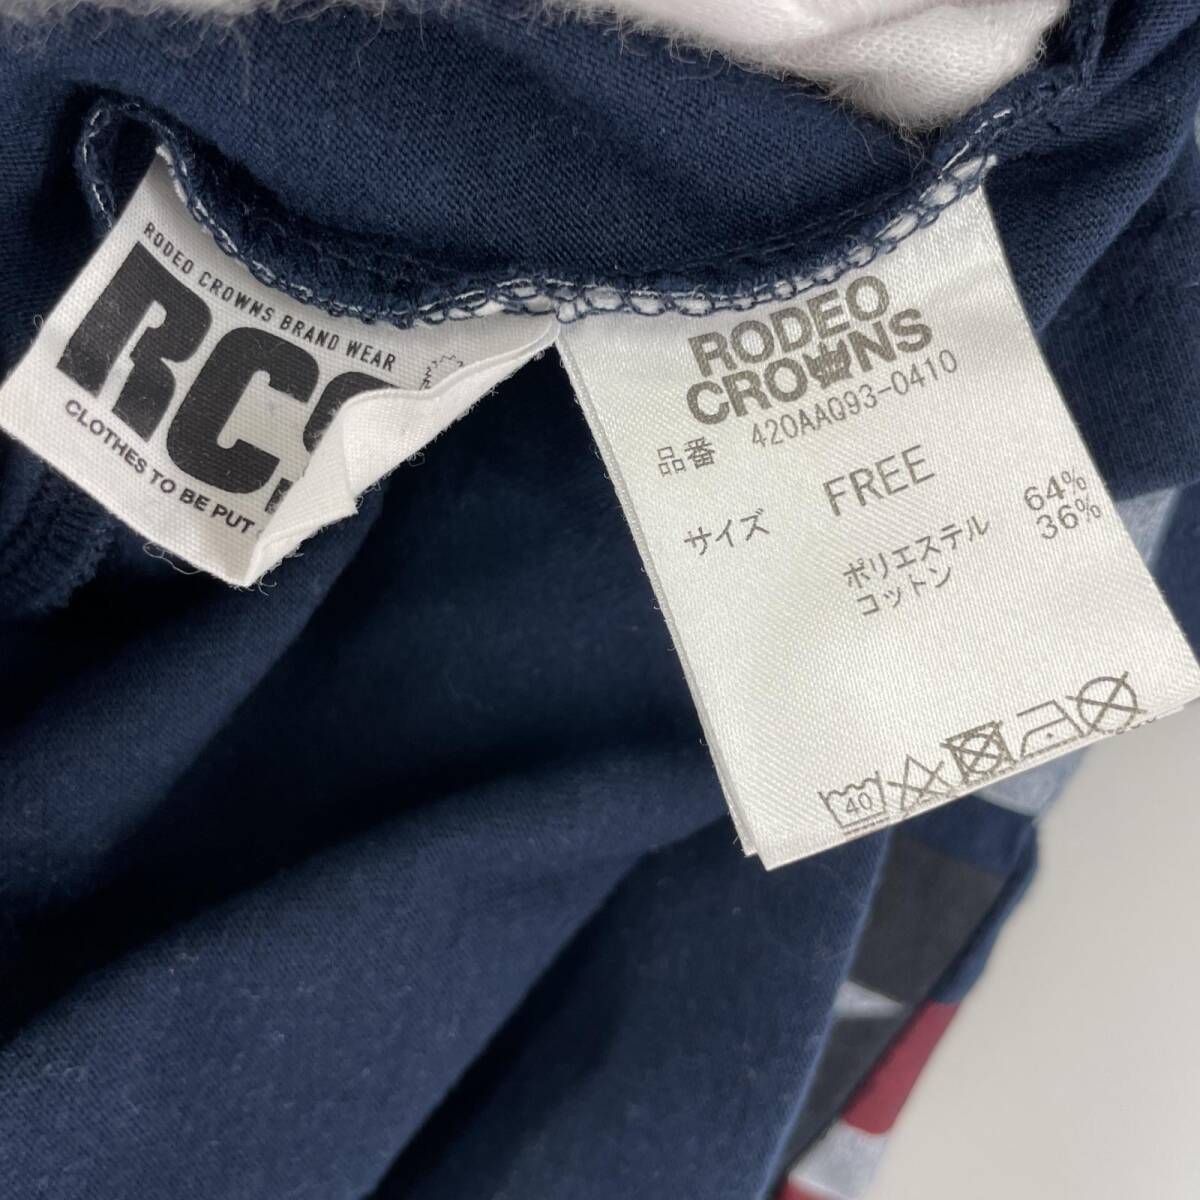 RODEO CROWNS BRAND WEAR
RCS
CLOTHES TO BE PUT
RODEO
CROWNS
品番 420AAQ93-0410
サイズ FREE
ポリエステル 64%
コットン 36%
40